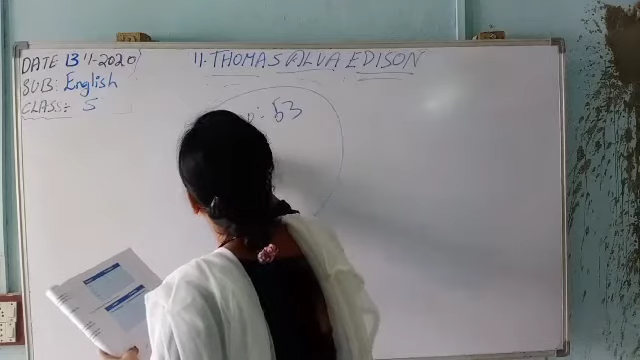 DATE 13 11-2020
SUB: English
CLASS: 5
11. THOMAS ALVA EDISON
: 53